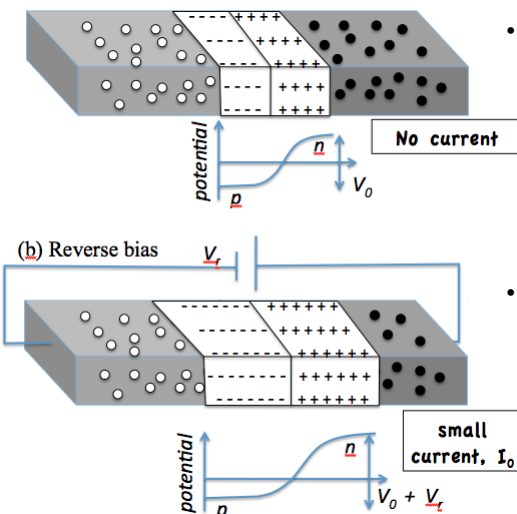 - - - - - + + + +
- - - - + + + +
- - - - + + + +
- - - - + + + +
- - - - + + + +
potential
n
p
V0
No current
(b) Reverse bias
Vr
- - - - - - + + + + + +
- - - - - - + + + + + +
- - - - - - + + + + + +
- - - - - - - - + + + + + +
- - - - - - - - + + + + + +
potential
n
p
V0 + Vr
small
current, I0